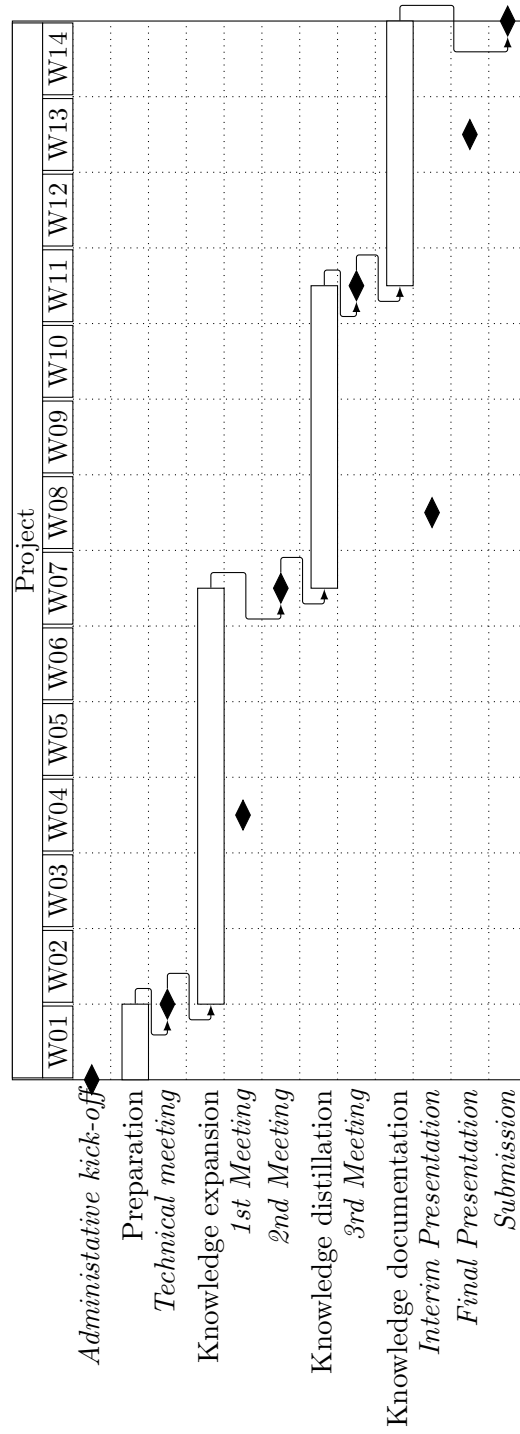 Project
W01 W02 W03 W04 W05 W06 W07 W08 W09 W10 W11 W12 W13 W14
Administative kick-off
Preparation
Technical meeting
Knowledge expansion
1st Meeting
2nd Meeting
Knowledge distillation
3rd Meeting
Knowledge documentation
Interim Presentation
Final Presentation
Submission